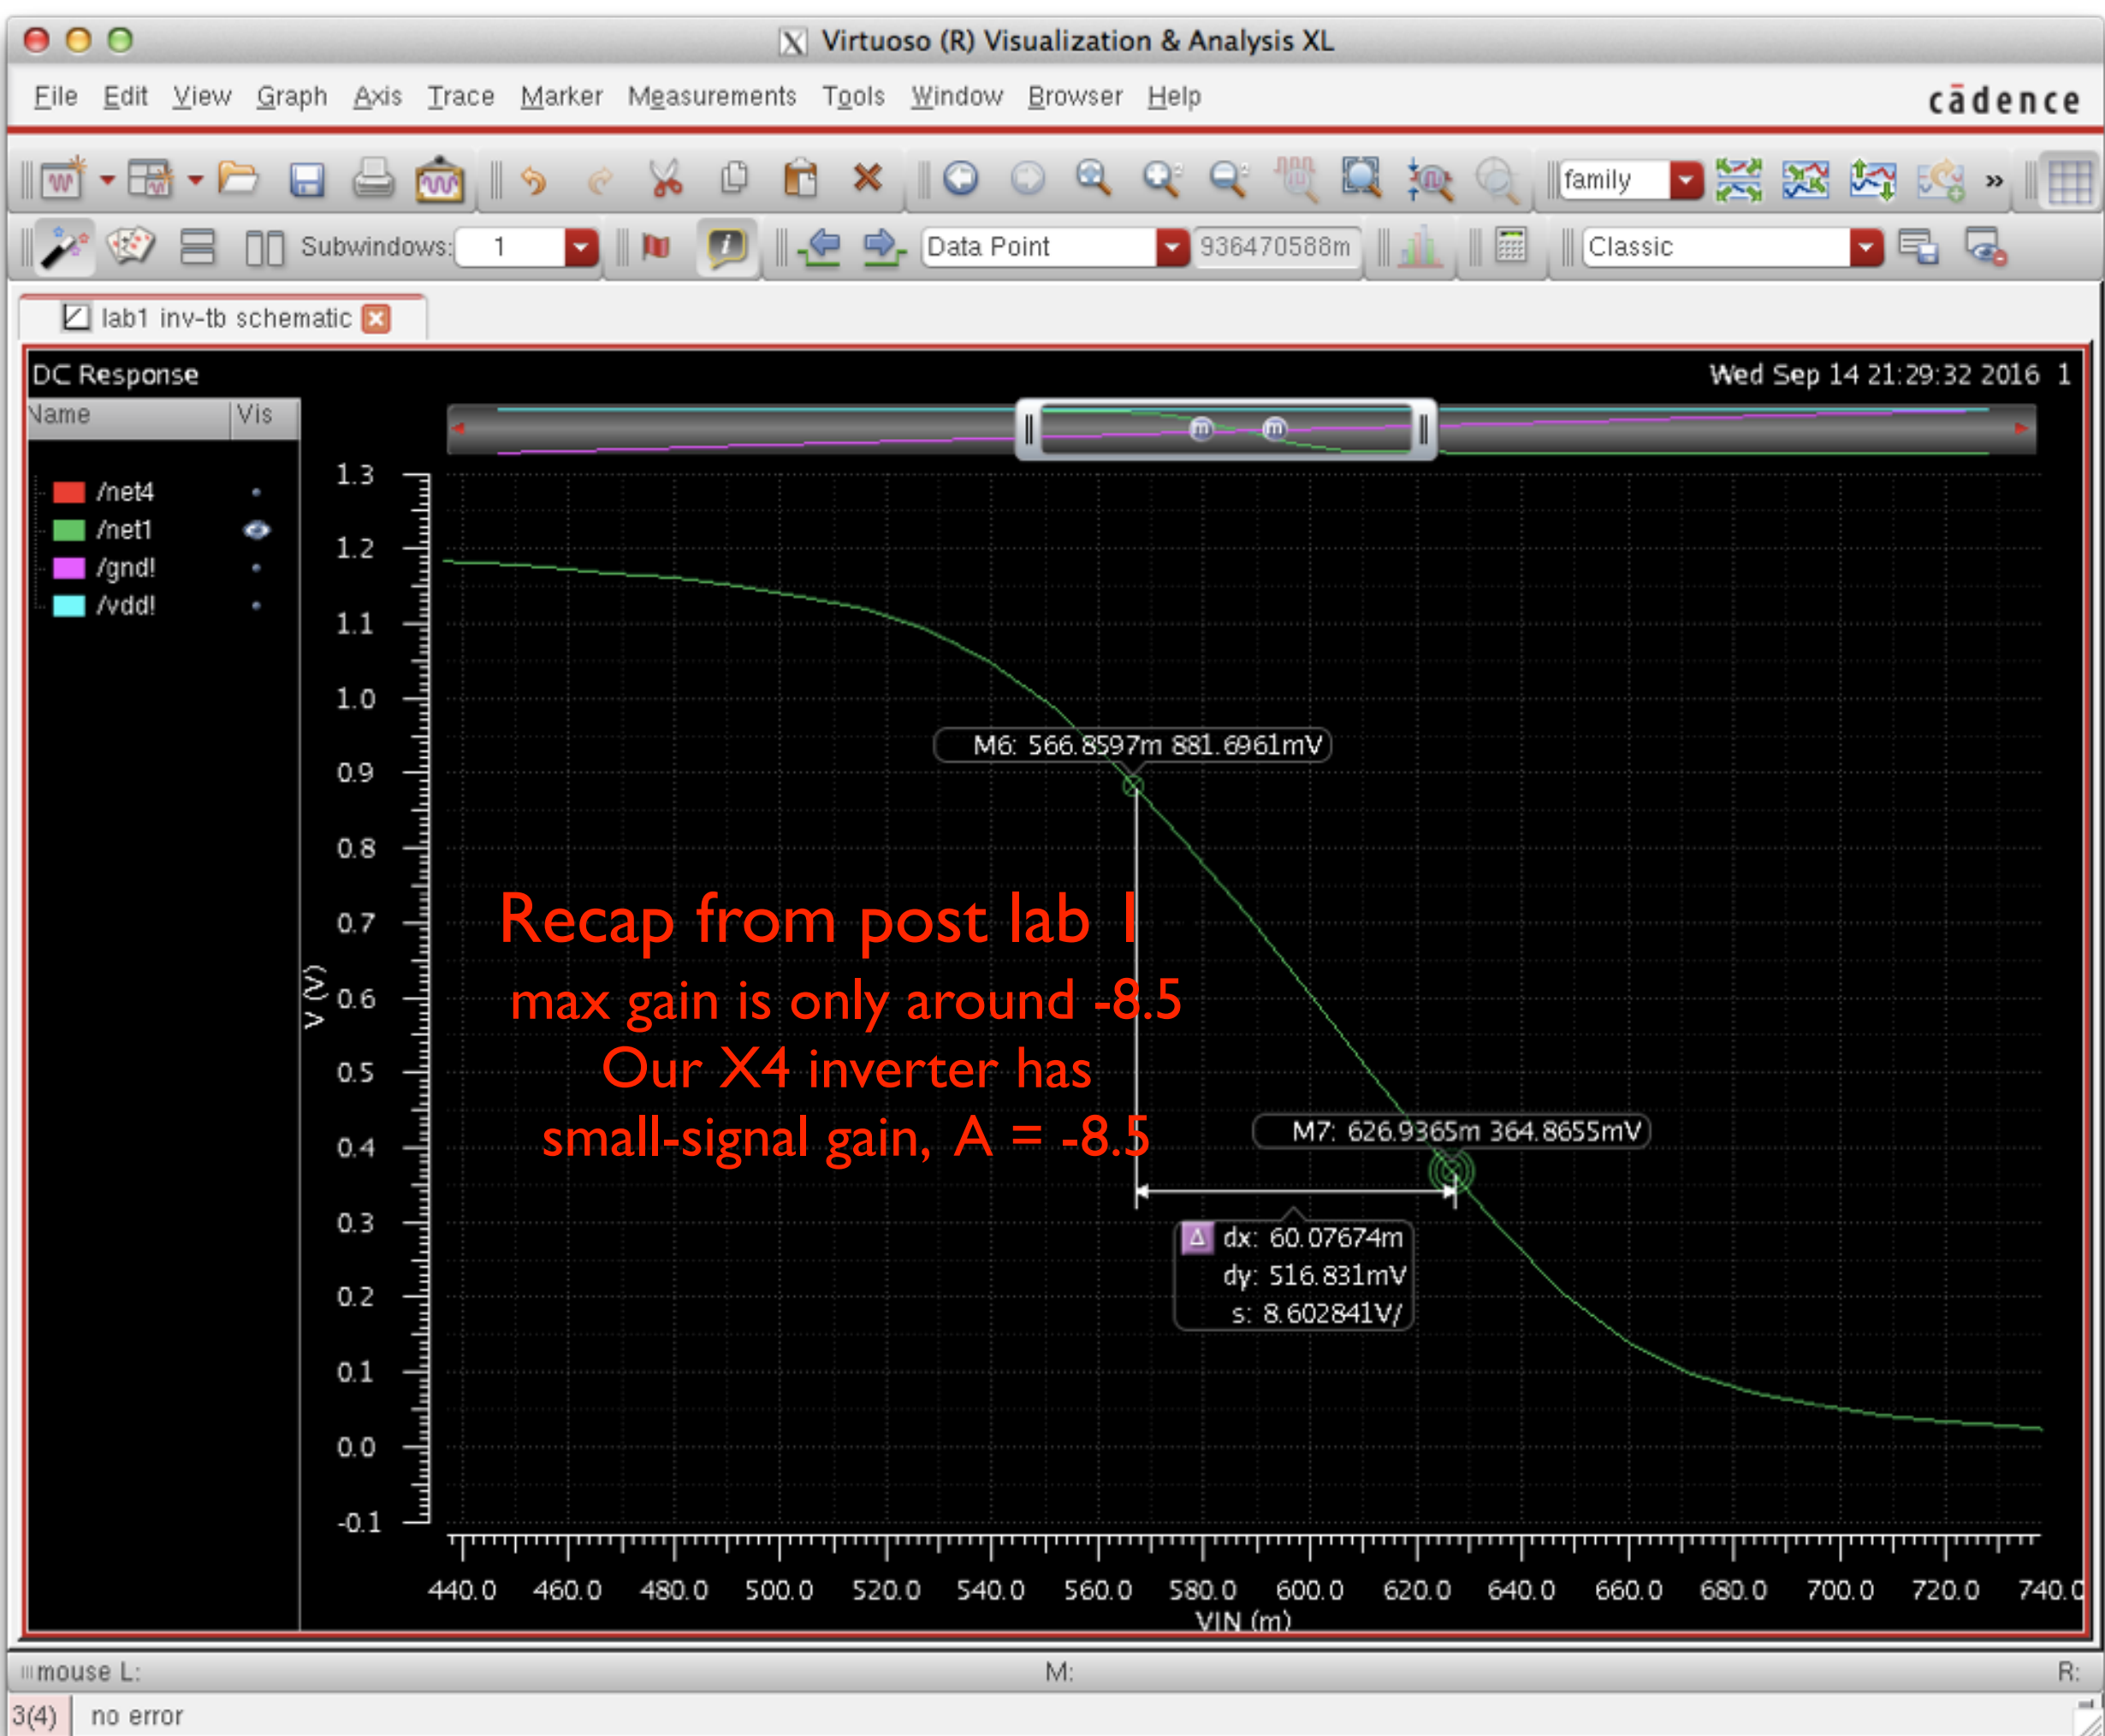 Virtuoso (R) Visualization & Analysis XL
File Edit View Graph Axis Trace Marker Measurements Tools Window Browser Help
cādence
family
»
Subwindows: 1
Data Point
936470588m
Classic
lab1 inv-tb schematic
DC Response
Wed Sep 14 21:29:32 2016 1
Name Vis
/net4
/net1
/gnd!
/vdd!
m m
1.3
1.2
1.1
1.0
0.9
0.8
0.7
0.6
0.5
0.4
0.3
0.2
0.1
0.0
-0.1
V (V)
M6: 566.8597m 881.6961mV
Recap from post lab 1
max gain is only around -8.5
Our X4 inverter has
small-signal gain, A = -8.5
M7: 626.9365m 364.8655mV
Δ dx: 60.07674m
dy: 516.831mV
s: 8.602841V/
440.0 460.0 480.0 500.0 520.0 540.0 560.0 580.0 600.0 620.0 640.0 660.0 680.0 700.0 720.0 740.0
VIN (m)
mouse L: M: R:
3(4) no error